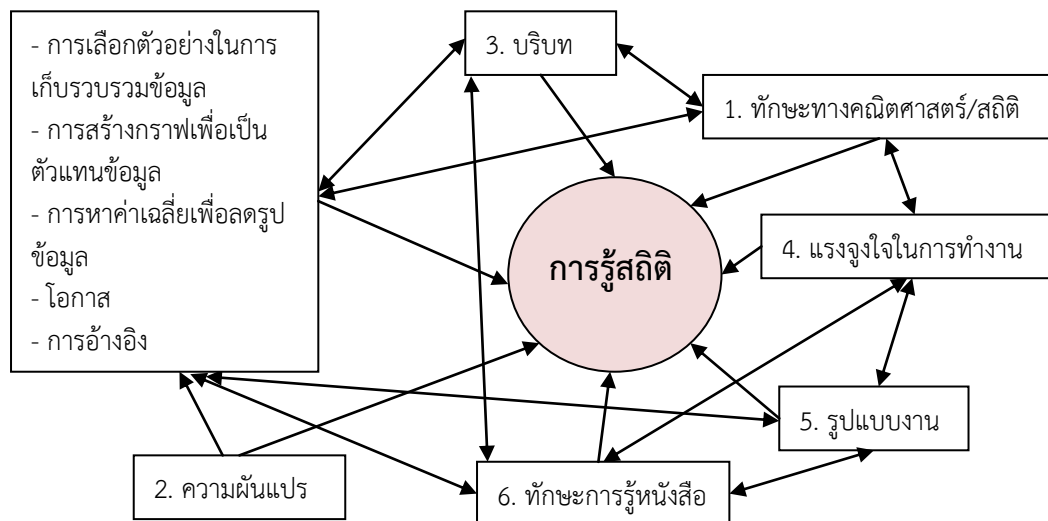 - การเลือกตัวอย่างในการ
เก็บรวบรวมข้อมูล
- การสร้างกราฟเพื่อเป็น
ตัวแทนข้อมูล
- การหาค่าเฉลี่ยเพื่อลดรูป
ข้อมูล
- โอกาส
- การอ้างอิง
3. บริบท
1. ทักษะทางคณิตศาสตร์/สถิติ
การรู้สถิติ
4. แรงจูงใจในการทำงาน
5. รูปแบบงาน
2. ความผันแปร
6. ทักษะการรู้หนังสือ